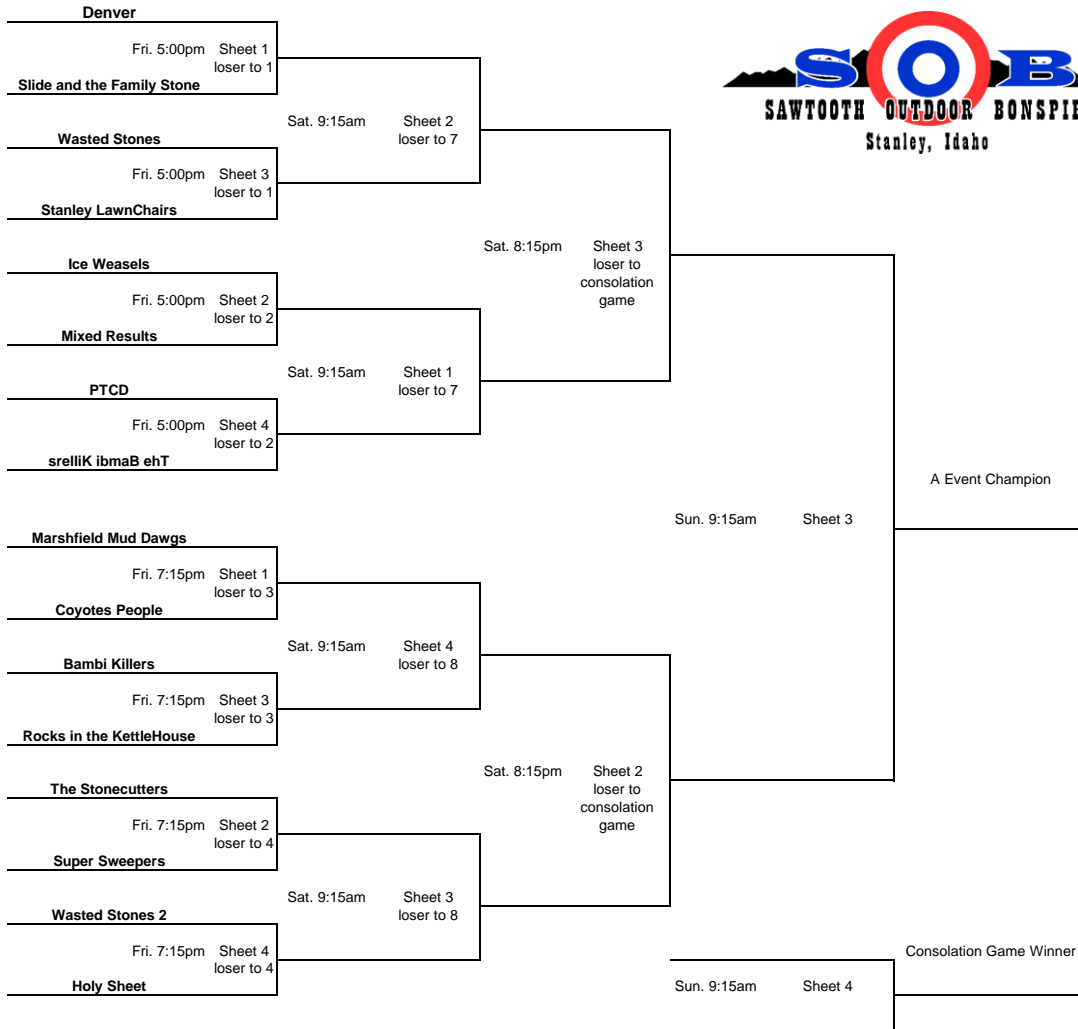 Denver
Fri. 5:00pm Sheet 1
loser to 1
Slide and the Family Stone
Sat. 9:15am Sheet 2
loser to 7
Wasted Stones
Fri. 5:00pm Sheet 3
loser to 1
Stanley LawnChairs
Sat. 8:15pm Sheet 3
loser to
consolation
game
Ice Weasels
Fri. 5:00pm Sheet 2
loser to 2
Mixed Results
Sat. 9:15am Sheet 1
loser to 7
PTCD
Fri. 5:00pm Sheet 4
loser to 2
srelliK ibmaB ehT
A Event Champion
Sun. 9:15am Sheet 3
Marshfield Mud Dawgs
Fri. 7:15pm Sheet 1
loser to 3
Coyotes People
Sat. 9:15am Sheet 4
loser to 8
Bambi Killers
Fri. 7:15pm Sheet 3
loser to 3
Rocks in the KettleHouse
Sat. 8:15pm Sheet 2
loser to
consolation
game
The Stonecutters
Fri. 7:15pm Sheet 2
loser to 4
Super Sweepers
Sat. 9:15am Sheet 3
loser to 8
Wasted Stones 2
Fri. 7:15pm Sheet 4
loser to 4
Holy Sheet
Consolation Game Winner
Sun. 9:15am Sheet 4
SOB
SAWTOOTH OUTDOOR BONSPIE
Stanley, Idaho